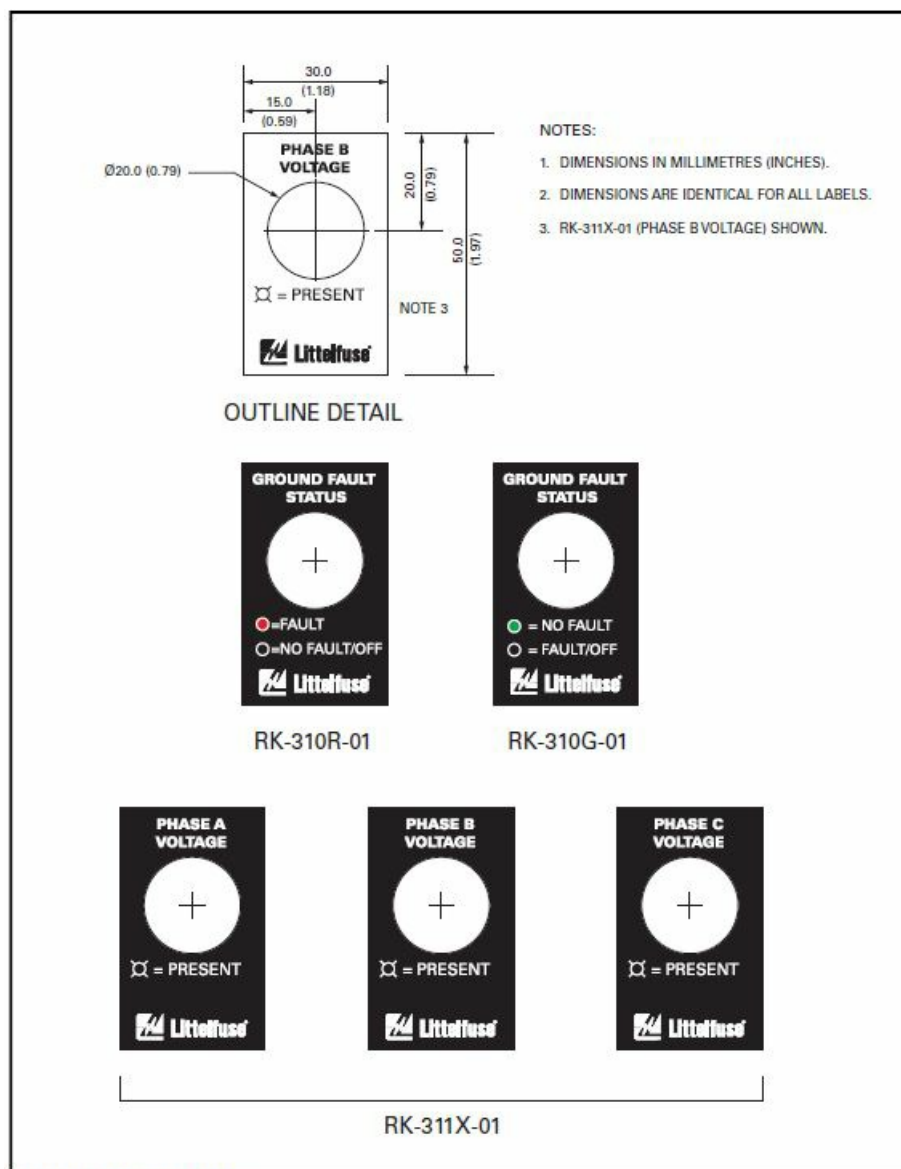 30.0
(1.18)
15.0
(0.59)
PHASE B
VOLTAGE
Ø20.0 (0.79)
20.0
(0.79)
50.0
(1.97)
¤ = PRESENT
NOTE 3
Littelfuse®
OUTLINE DETAIL
NOTES:
1. DIMENSIONS IN MILLIMETRES (INCHES).
2. DIMENSIONS ARE IDENTICAL FOR ALL LABELS.
3. RK-311X-01 (PHASE B VOLTAGE) SHOWN.
GROUND FAULT
STATUS
=FAULT
=NO FAULT/OFF
Littelfuse®
RK-310R-01
GROUND FAULT
STATUS
= NO FAULT
= FAULT/OFF
Littelfuse®
RK-310G-01
PHASE A
VOLTAGE
¤ = PRESENT
Littelfuse®
PHASE B
VOLTAGE
¤ = PRESENT
Littelfuse®
PHASE C
VOLTAGE
¤ = PRESENT
Littelfuse®
RK-311X-01